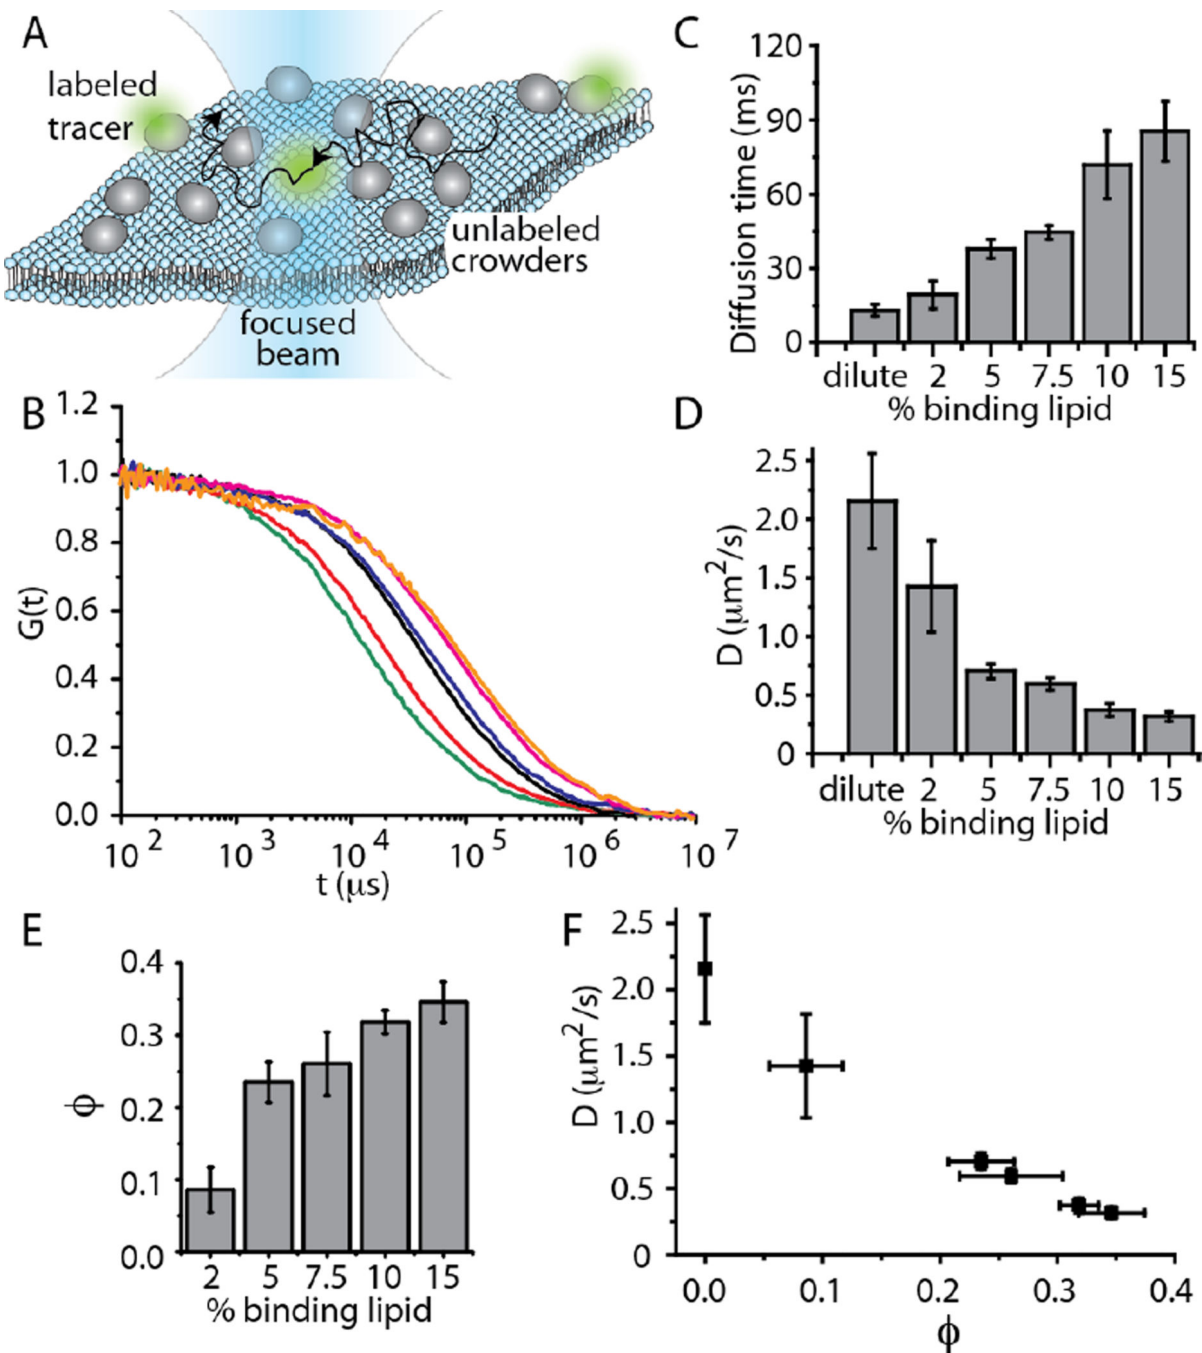 A
labeled
tracer
unlabeled
crowders
focused
beam
B
1.2
1.0
0.8
0.6
0.4
0.2
0.0
G(t)
10^2 10^3 10^4 10^5 10^6 10^7
t (μs)
C
120
90
60
30
0
Diffusion time (ms)
dilute 2 5 7.5 10 15
% binding lipid
D
2.5
2.0
1.5
1.0
0.5
0
D (μm²/s)
dilute 2 5 7.5 10 15
% binding lipid
E
0.4
0.3
0.2
0.1
0.0
ϕ
2 5 7.5 10 15
% binding lipid
F
2.5
2.0
1.5
1.0
0.5
0
D (μm²/s)
0.0 0.1 0.2 0.3 0.4
ϕ